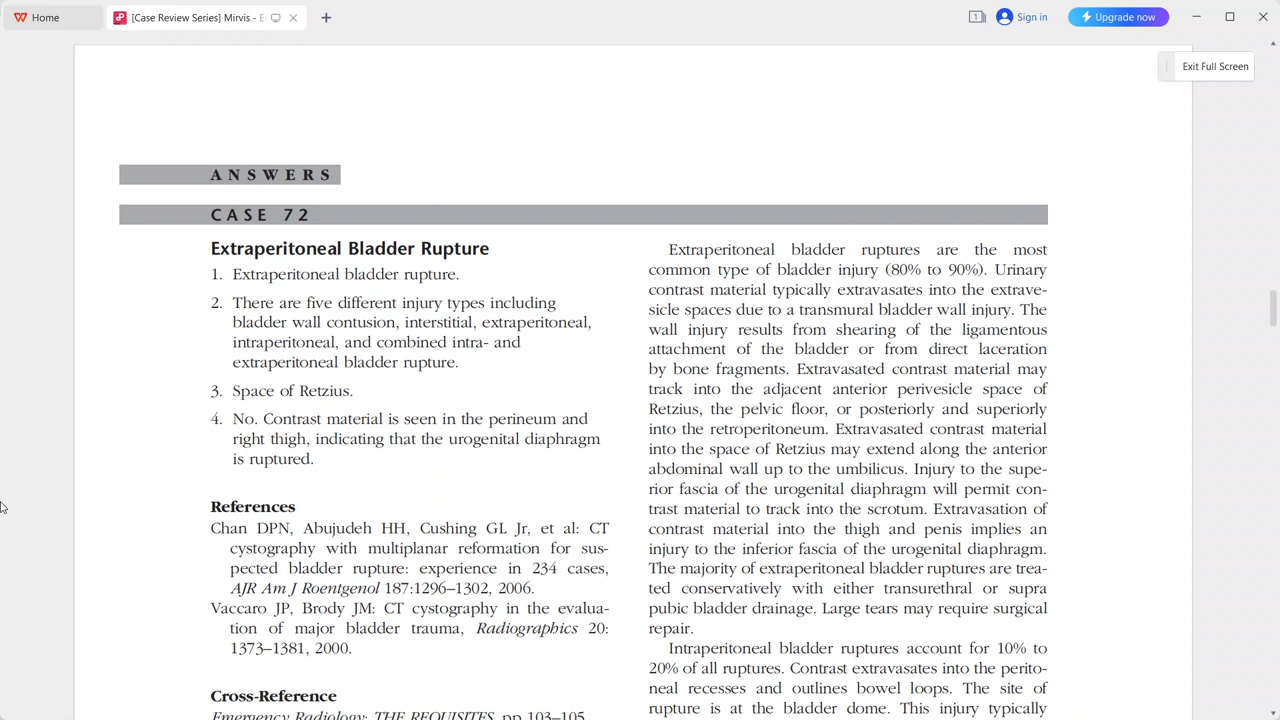 Home
[Case Review Series] Mirvis - E
1
Sign in
Upgrade now
Exit Full Screen
ANSWERS
CASE 72
Extraperitoneal Bladder Rupture
1. Extraperitoneal bladder rupture.
2. There are five different injury types including
bladder wall contusion, interstitial, extraperitoneal,
intraperitoneal, and combined intra- and
extraperitoneal bladder rupture.
3. Space of Retzius.
4. No. Contrast material is seen in the perineum and
right thigh, indicating that the urogenital diaphragm
is ruptured.
References
Chan DPN, Abujudeh HH, Cushing GL Jr, et al: CT
cystography with multiplanar reformation for sus-
pected bladder rupture: experience in 234 cases,
AJR Am J Roentgenol 187:1296–1302, 2006.
Vaccaro JP, Brody JM: CT cystography in the evalua-
tion of major bladder trauma, Radiographics 20:
1373–1381, 2000.
Cross-Reference
Emergency Radiology: THE REQUISITES, pp 103–105.
Extraperitoneal bladder ruptures are the most
common type of bladder injury (80% to 90%). Urinary
contrast material typically extravasates into the extrave-
sicle spaces due to a transmural bladder wall injury. The
wall injury results from shearing of the ligamentous
attachment of the bladder or from direct laceration
by bone fragments. Extravasated contrast material may
track into the adjacent anterior perivesicle space of
Retzius, the pelvic floor, or posteriorly and superiorly
into the retroperitoneum. Extravasated contrast material
into the space of Retzius may extend along the anterior
abdominal wall up to the umbilicus. Injury to the supe-
rior fascia of the urogenital diaphragm will permit con-
trast material to track into the scrotum. Extravasation of
contrast material into the thigh and penis implies an
injury to the inferior fascia of the urogenital diaphragm.
The majority of extraperitoneal bladder ruptures are trea-
ted conservatively with either transurethral or supra
pubic bladder drainage. Large tears may require surgical
repair.
Intraperitoneal bladder ruptures account for 10% to
20% of all ruptures. Contrast extravasates into the perito-
neal recesses and outlines bowel loops. The site of
rupture is at the bladder dome. This injury typically